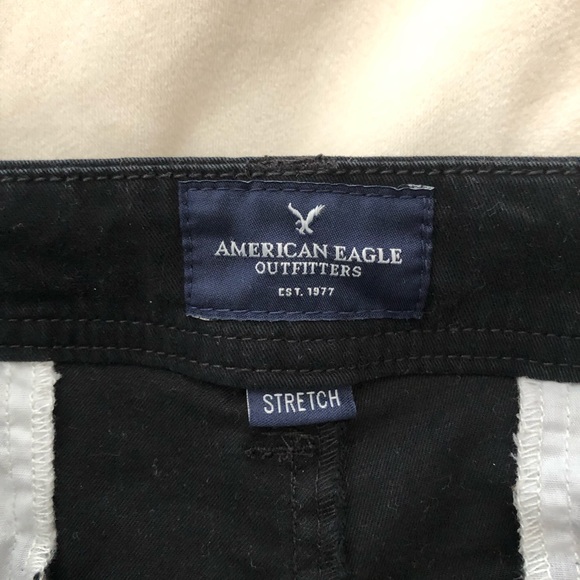 AMERICAN EAGLE
OUTFITTERS
EST. 1977
STRETCH